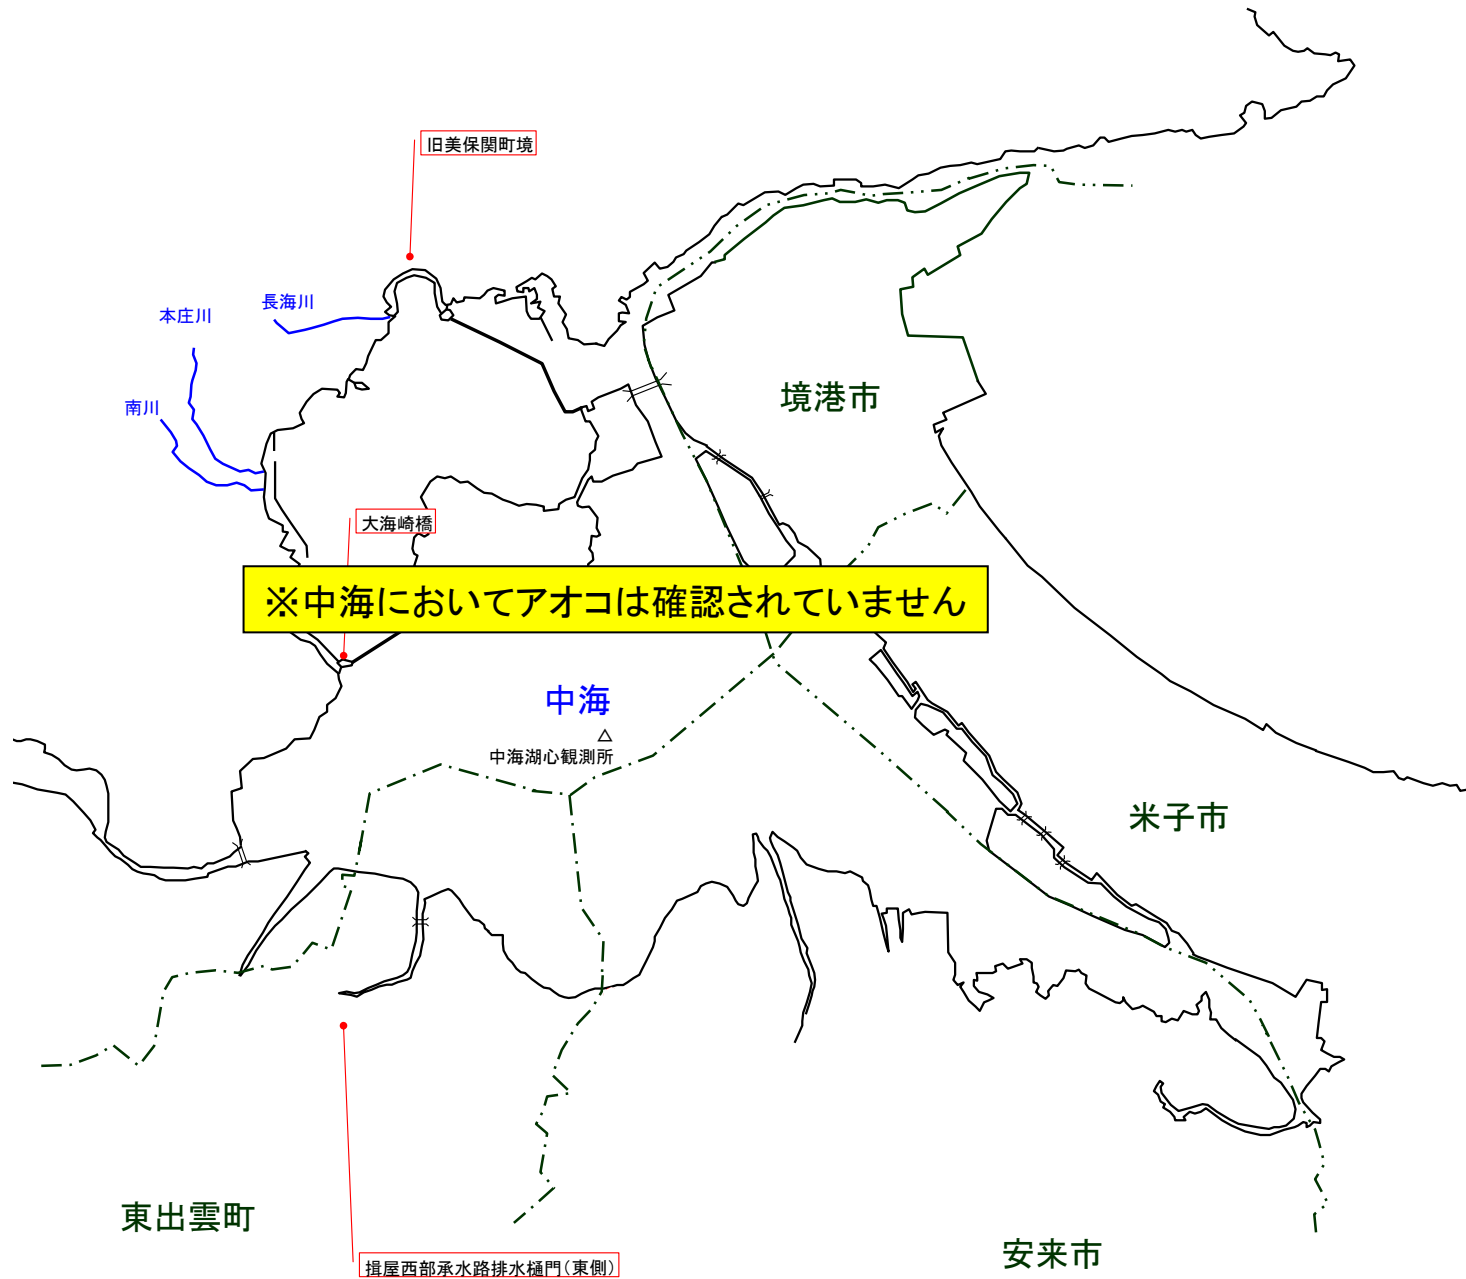 旧美保関町境
長海川
本庄川
南川
境港市
大海崎橋
※中海においてアオコは確認されていません
中海
△
中海湖心観測所
米子市
東出雲町
安来市
揖屋西部承水路排水樋門(東側)